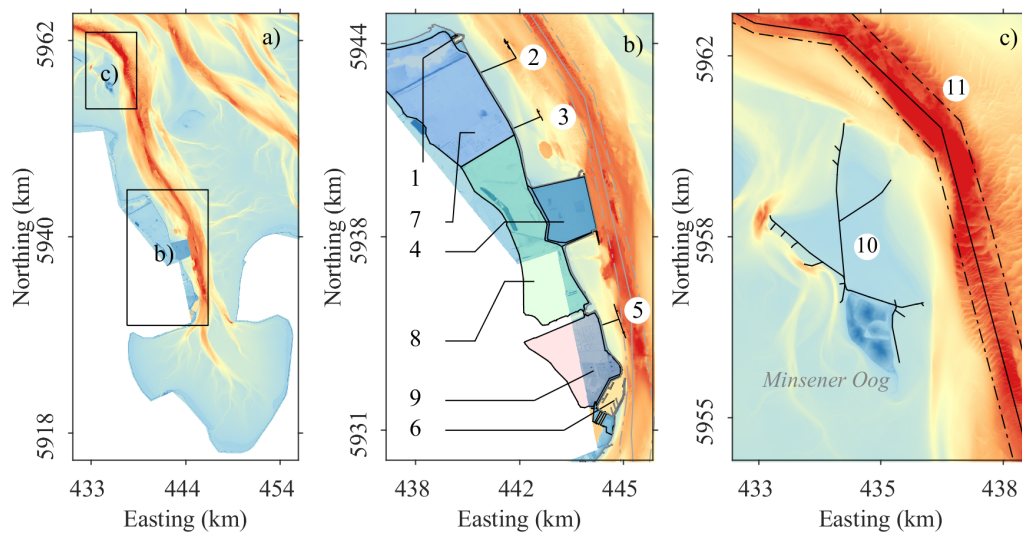 a)
c)
b)
5962
5940
5918
433
444
454
Northing (km)
Easting (km)
b)
2
3
1
7
4
8
5
9
6
5944
5938
5931
438
442
445
Northing (km)
Easting (km)
c)
11
10
Minsener Oog
5962
5958
5955
433
435
438
Northing (km)
Easting (km)